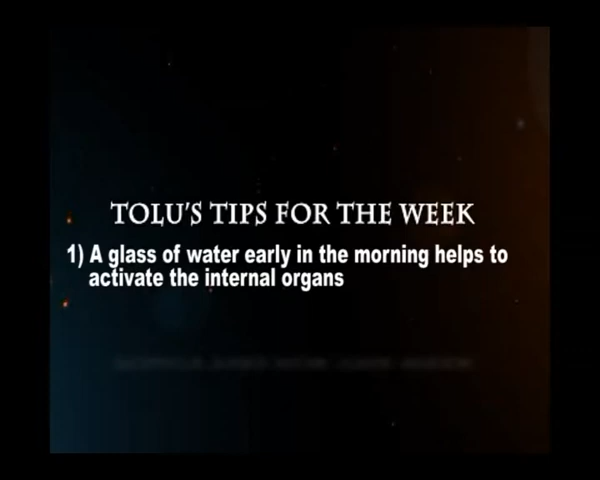 TOLU'S TIPS FOR THE WEEK
1) A glass of water early in the morning helps to
activate the internal organs